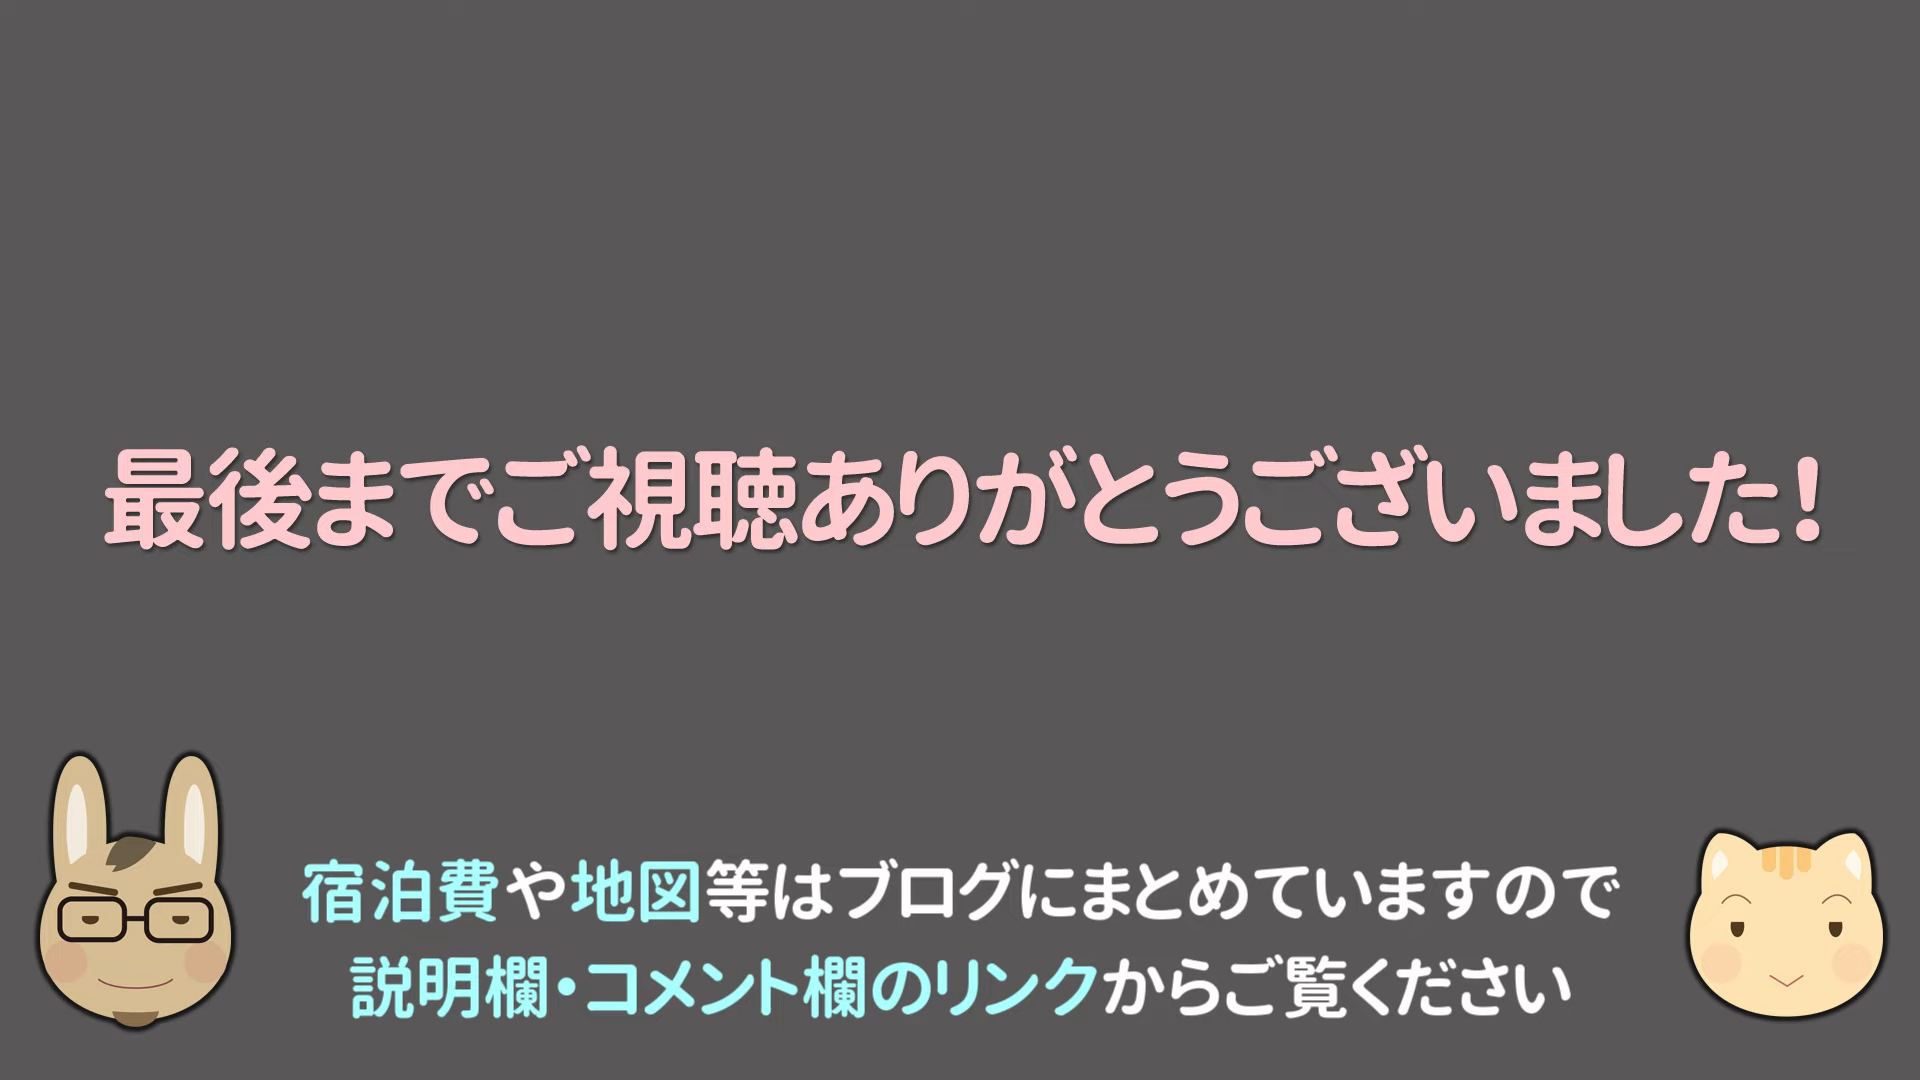 最後までご視聴ありがとうございました！
宿泊費や地図等はブログにまとめていますので
説明欄・コメント欄のリンクからご覧ください